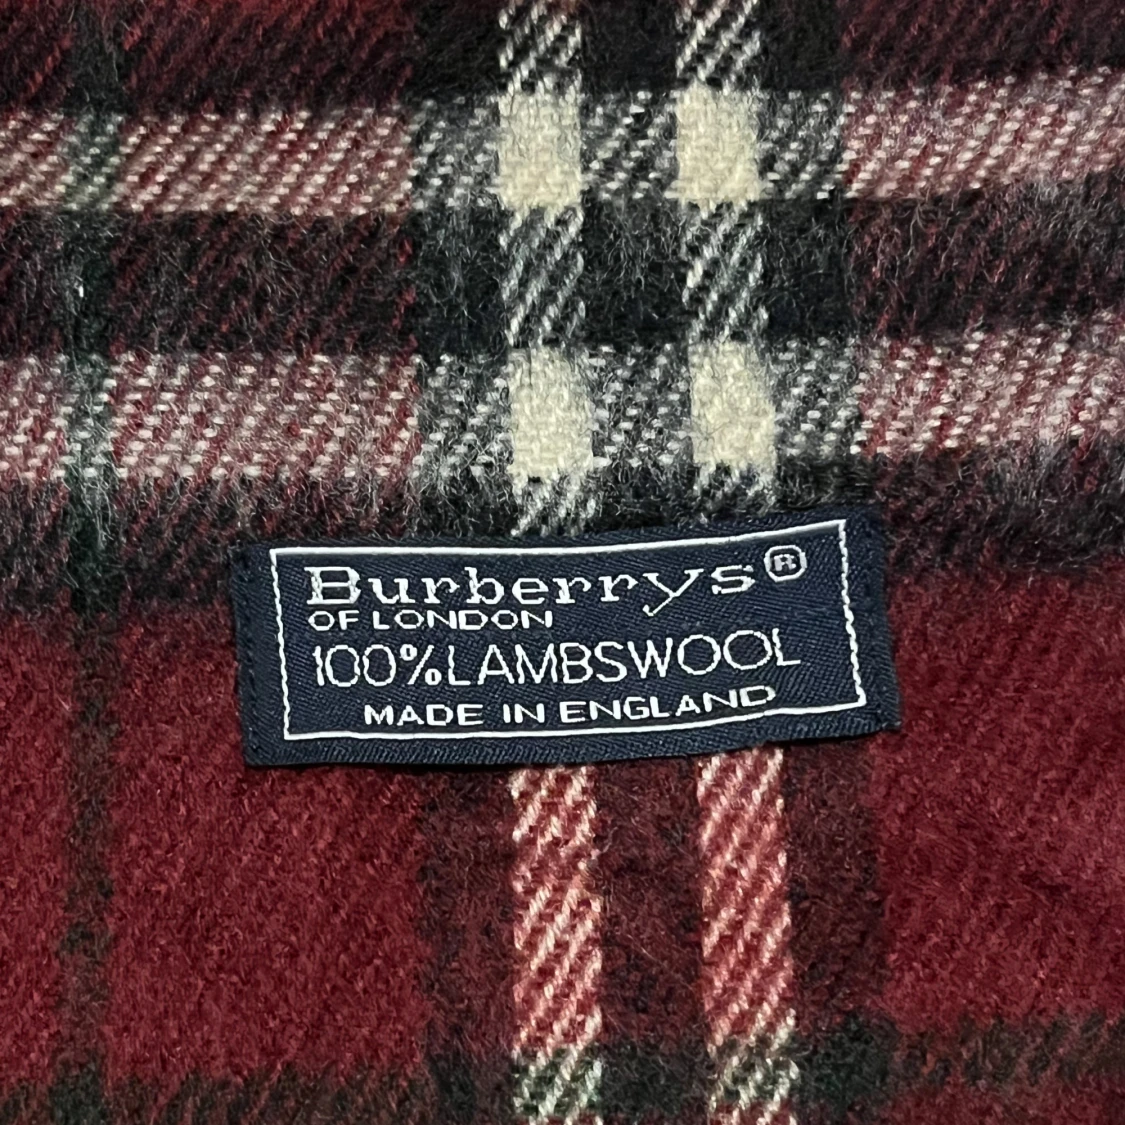 Burberrys®
OF LONDON
100%LAMBSWOOL
MADE IN ENGLAND